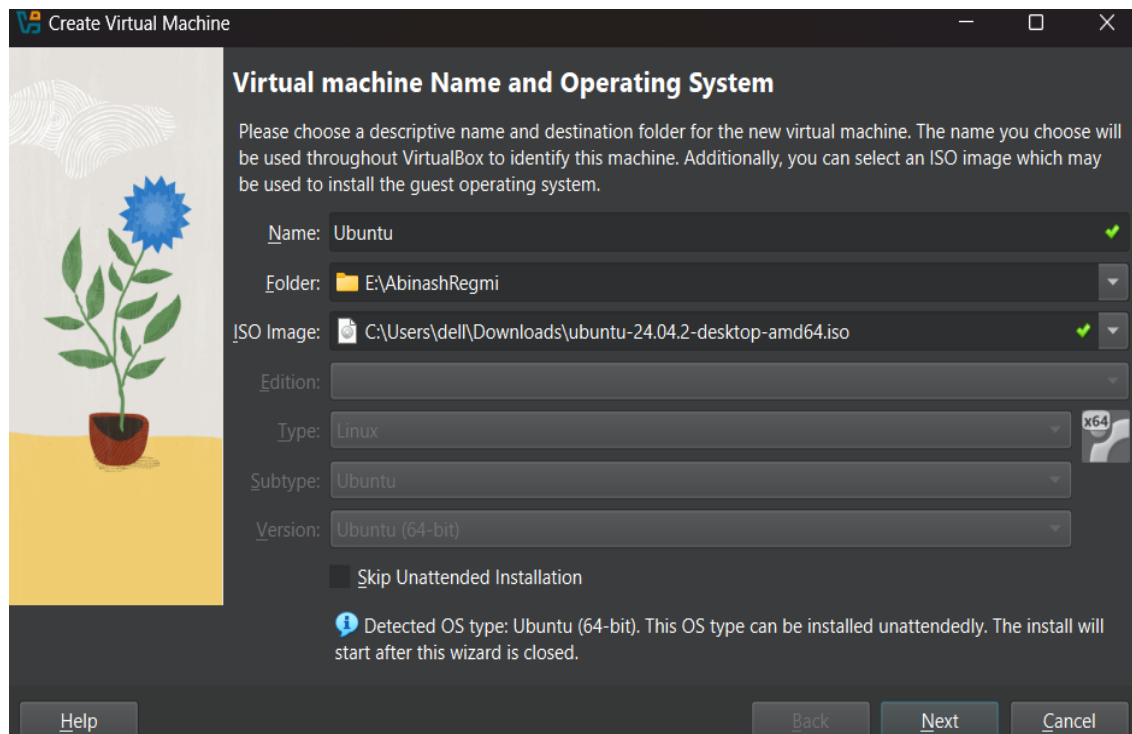 Create Virtual Machine
Virtual machine Name and Operating System
Please choose a descriptive name and destination folder for the new virtual machine. The name you choose will
be used throughout VirtualBox to identify this machine. Additionally, you can select an ISO image which may
be used to install the guest operating system.
Name: Ubuntu
Folder: E:\AbinashRegmi
ISO Image: C:\Users\dell\Downloads\ubuntu-24.04.2-desktop-amd64.iso
Edition:
Type: Linux
x64
Subtype: Ubuntu
Version: Ubuntu (64-bit)
Skip Unattended Installation
Detected OS type: Ubuntu (64-bit). This OS type can be installed unattendedly. The install will
start after this wizard is closed.
Help Back Next Cancel